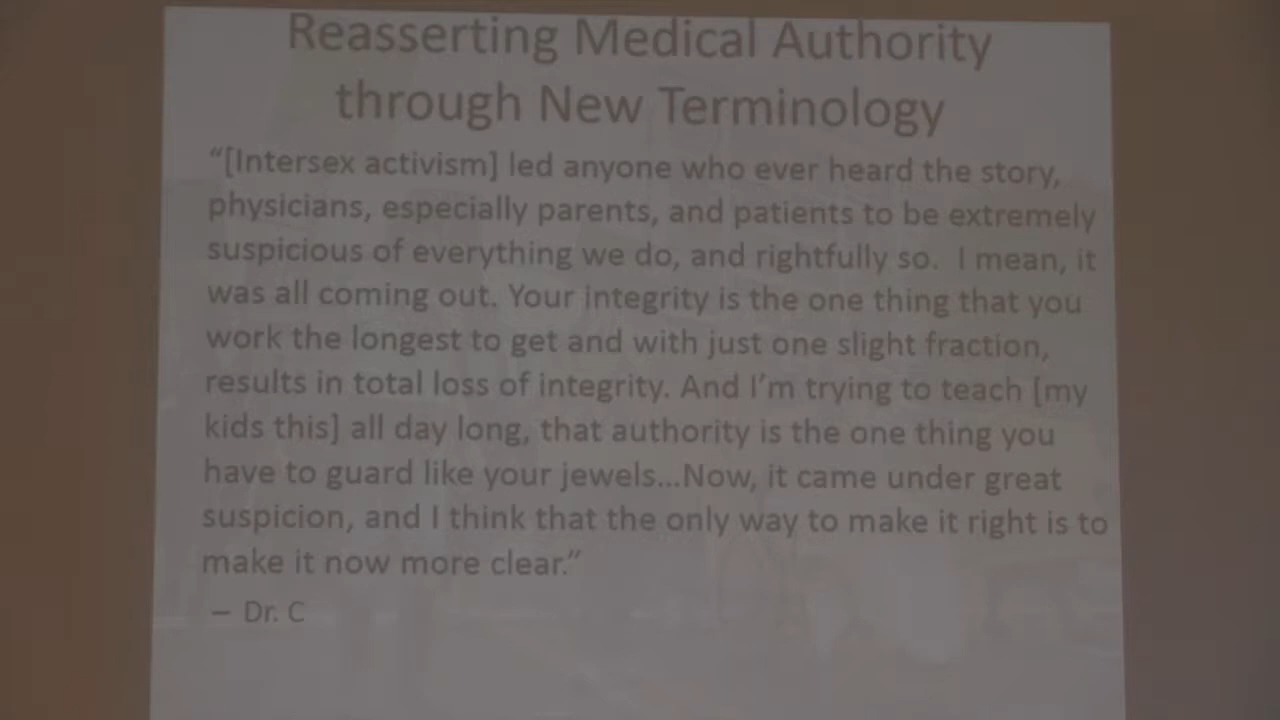 Reasserting Medical Authority
through New Terminology
“[Intersex activism] led anyone who ever heard the story,
physicians, especially parents, and patients to be extremely
suspicious of everything we do, and rightfully so.  I mean, it
was all coming out. Your integrity is the one thing that you
work the longest to get and with just one slight fraction,
results in total loss of integrity. And I’m trying to teach [my
kids this] all day long, that authority is the one thing you
have to guard like your jewels...Now, it came under great
suspicion, and I think that the only way to make it right is to
make it now more clear.”
– Dr. C